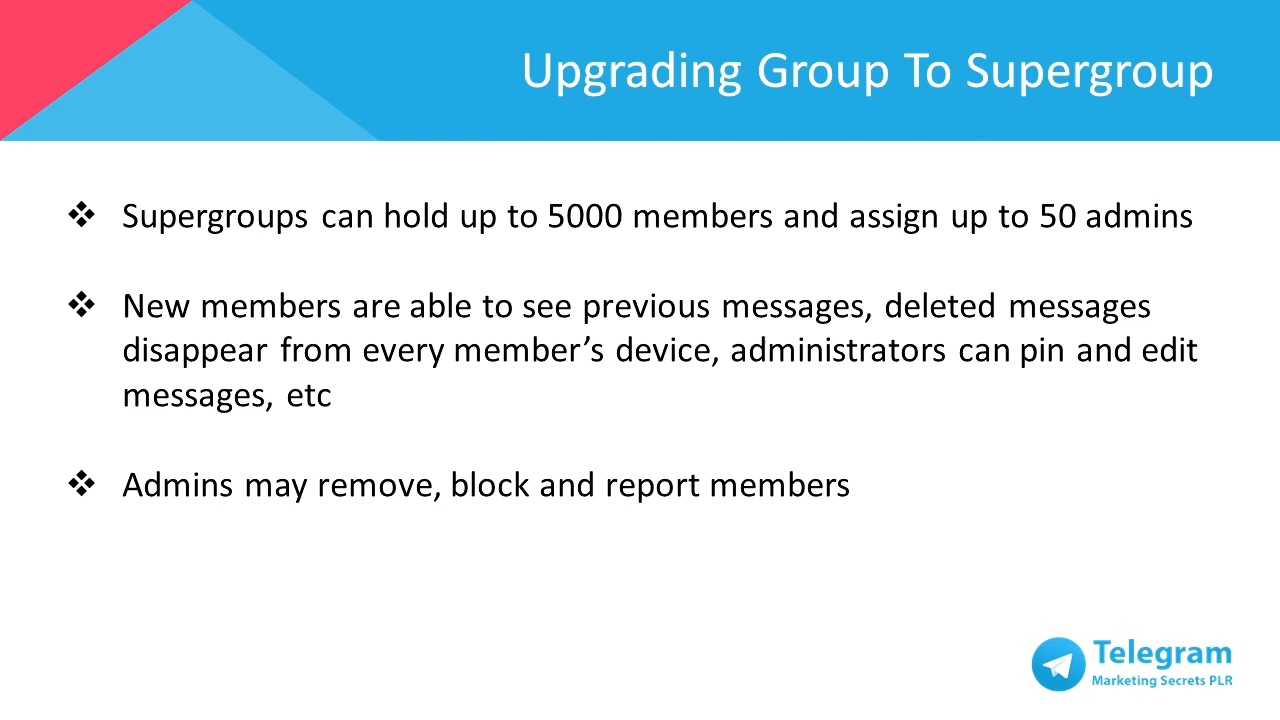 Upgrading Group To Supergroup
❖ Supergroups can hold up to 5000 members and assign up to 50 admins
❖ New members are able to see previous messages, deleted messages
disappear from every member’s device, administrators can pin and edit
messages, etc
❖ Admins may remove, block and report members
Telegram
Marketing Secrets PLR